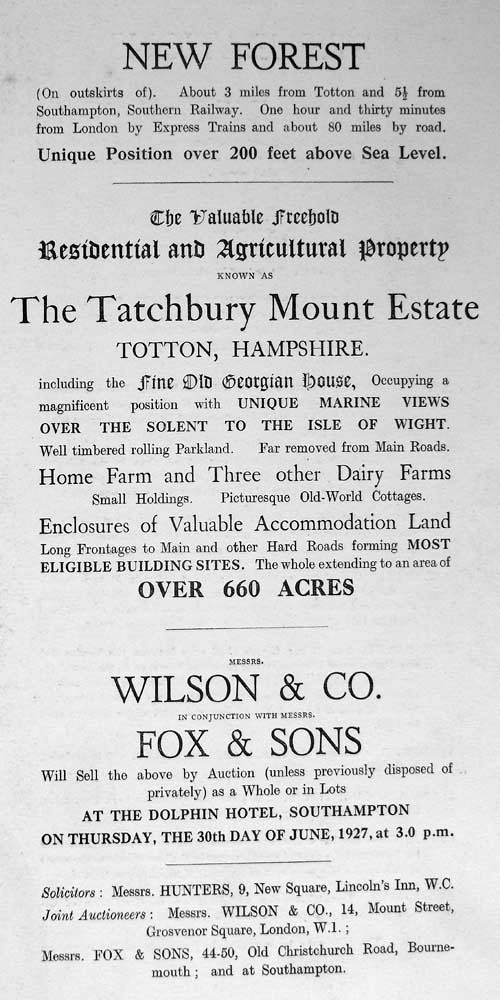 NEW FOREST
(On outskirts of). About 3 miles from Totton and 5½ from
Southampton, Southern Railway. One hour and thirty minutes
from London by Express Trains and about 80 miles by road.
Unique Position over 200 feet above Sea Level.
The Valuable Freehold
Residential and Agricultural Property
KNOWN AS
The Tatchbury Mount Estate
TOTTON, HAMPSHIRE.
including the Fine Old Georgian House, Occupying a
magnificent position with UNIQUE MARINE VIEWS
OVER THE SOLENT TO THE ISLE OF WIGHT.
Well timbered rolling Parkland. Far removed from Main Roads.
Home Farm and Three other Dairy Farms
Small Holdings. Picturesque Old-World Cottages.
Enclosures of Valuable Accommodation Land
Long Frontages to Main and other Hard Roads forming MOST
ELIGIBLE BUILDING SITES. The whole extending to an area of
OVER 660 ACRES
MESSRS.
WILSON & CO.
IN CONJUNCTION WITH MESSRS.
FOX & SONS
Will Sell the above by Auction (unless previously disposed of
privately) as a Whole or in Lots
AT THE DOLPHIN HOTEL, SOUTHAMPTON
ON THURSDAY, THE 30th DAY OF JUNE, 1927, at 3.0 p.m.
Solicitors : Messrs. HUNTERS, 9, New Square, Lincoln's Inn, W.C.
Joint Auctioneers : Messrs. WILSON & CO., 14, Mount Street,
Grosvenor Square, London, W.1. ;
Messrs. FOX & SONS, 44-50, Old Christchurch Road, Bourne-
mouth ; and at Southampton.